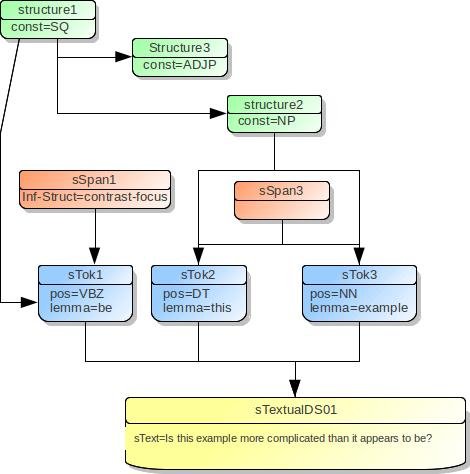 structure1
const=SQ
Structure3
const=ADJP
structure2
const=NP
sSpan1
Inf-Struct=contrast-focus
sSpan3
sTok1
pos=VBZ
lemma=be
sTok2
pos=DT
lemma=this
sTok3
pos=NN
lemma=example
sTextualDS01
sText=Is this example more complicated than it appears to be?